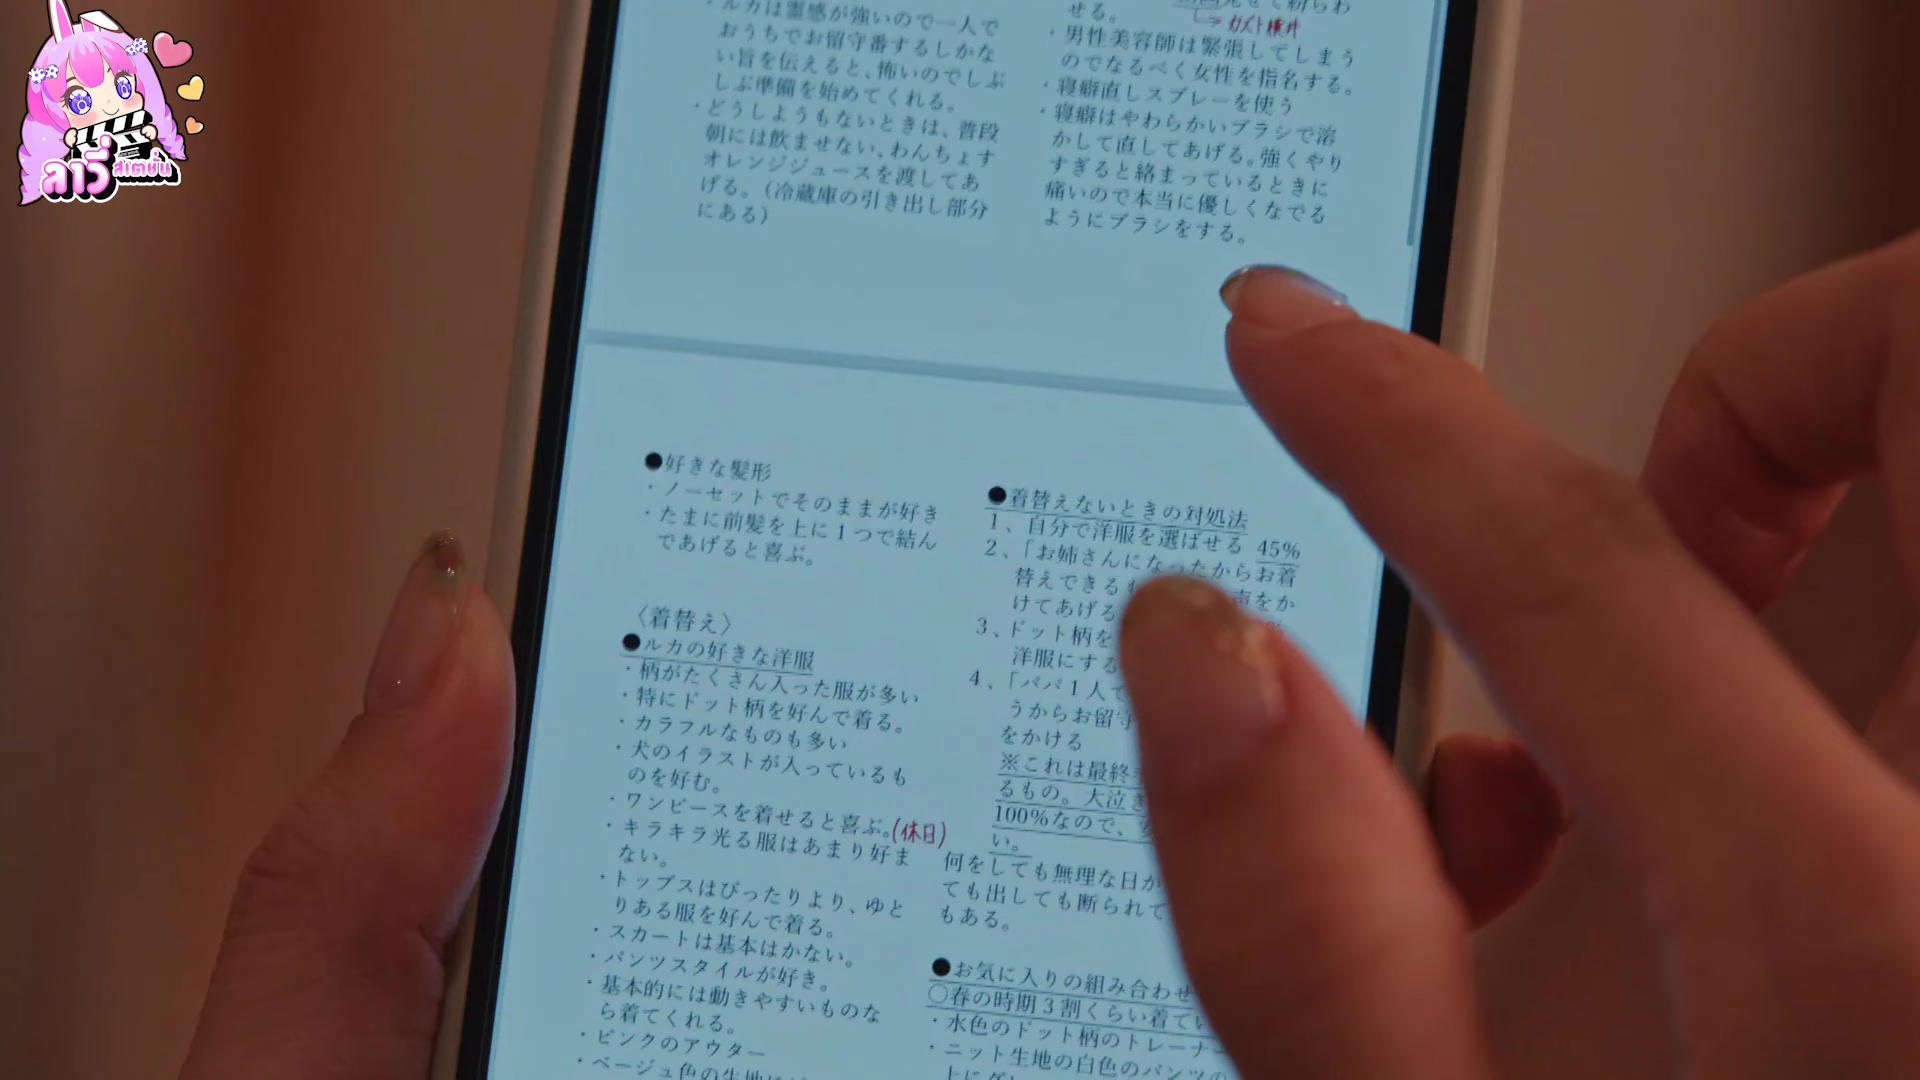 ลาวี่
สเตชั่น
・ルカは霊感が強いので一人で
おうちでお留守番するしかな
い旨を伝えると、怖いのでしぶ
しぶ準備を始めてくれる。
・どうしようもないときは、普段
朝には飲ませない、わんちょす
オレンジジュースを渡してあ
げる。（冷蔵庫の引き出し部分
にある）
せる。
・男性美容師は緊張してしまう
のでなるべく女性を指名する。
・寝癖直しスプレーを使う
・寝癖はやわらかいブラシで溶
かして直してあげる。強くやり
すぎると絡まっているときに
痛いので本当に優しくなでる
ようにブラシをする。
●好きな髪形
・ノーセットでそのままが好き
・たまに前髪を上に１つで結ん
であげると喜ぶ。
〈着替え〉
●ルカの好きな洋服
・柄がたくさん入った服が多い
・特にドット柄を好んで着る。
・カラフルなものも多い
・犬のイラストが入っているも
のを好む。
・ワンピースを着せると喜ぶ。(休日)
・キラキラ光る服はあまり好ま
ない。
・トップスはぴったりより、ゆと
りある服を好んで着る。
・スカートは基本はかない。
・パンツスタイルが好き。
・基本的には動きやすいものな
ら着てくれる。
・ピンクのアウター
・ベージュ色の生地に
●着替えないときの対処法
1、自分で洋服を選ばせる 45%
2、「お姉さんになったからお着
替えできる 声をか
けてあげる
3、ドット柄を
洋服にする
4、「パパ１人で
うからお留守
をかける
※これは最終
るもの。大泣き
100%なので、
い。
何をしても無理な日が
ても出しても断られて
もある。
●お気に入りの組み合わせ
○春の時期３割くらい着てい
・水色のドット柄のトレーナー
・ニット生地の白色のパンツの